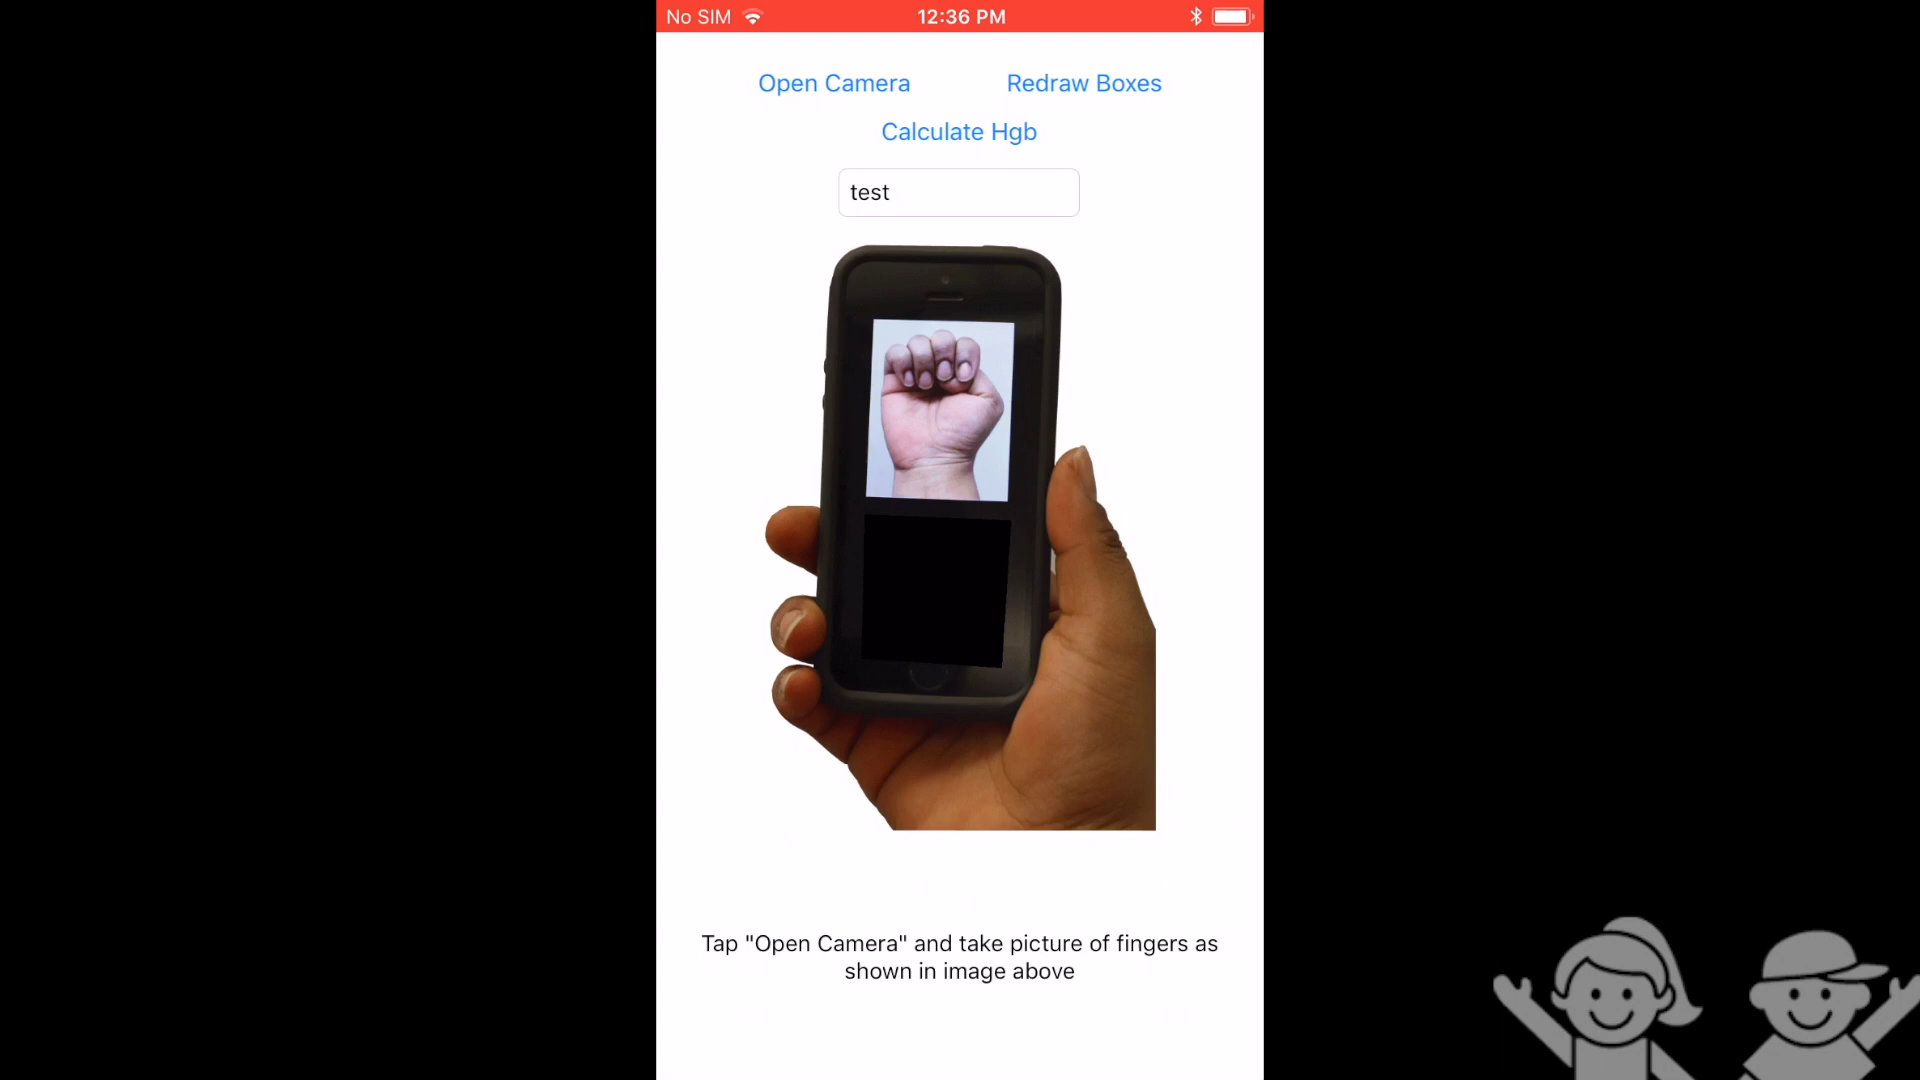 No SIM 12:36 PM
Open Camera Redraw Boxes
Calculate Hgb
test
Tap "Open Camera" and take picture of fingers as
shown in image above